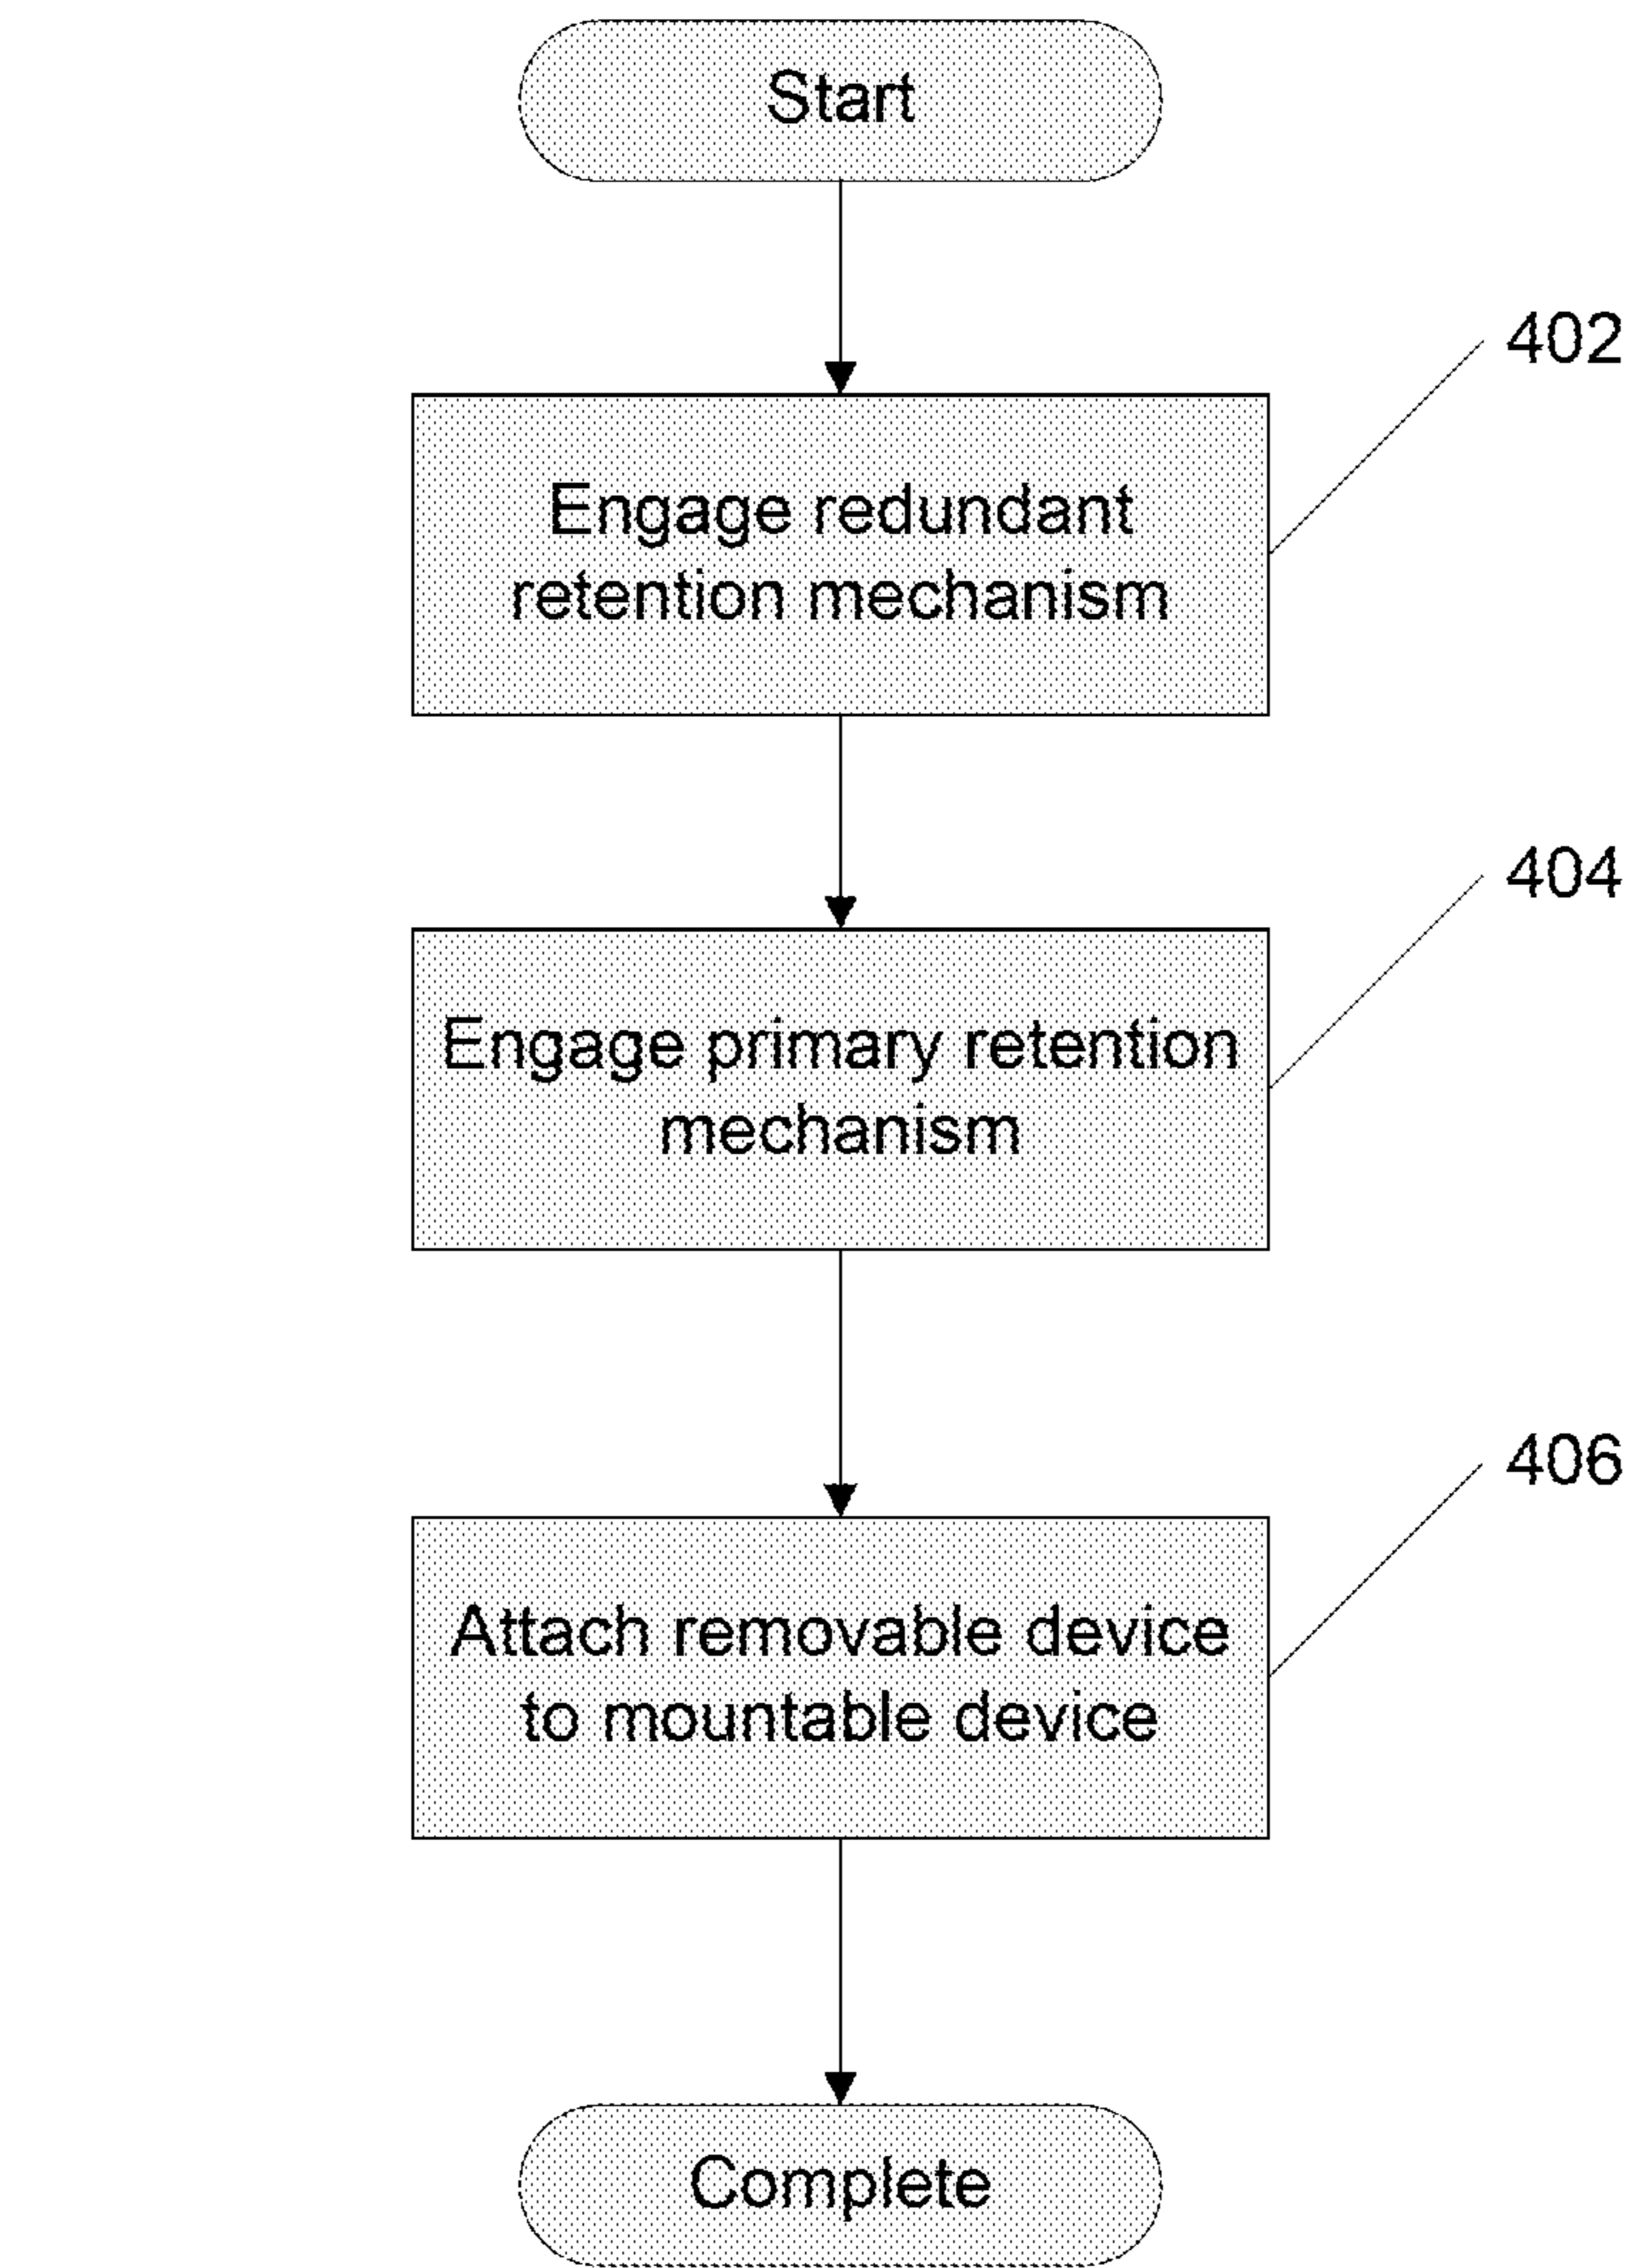 Start
402
Engage redundant
retention mechanism
404
Engage primary retention
mechanism
406
Attach removable device
to mountable device
Complete